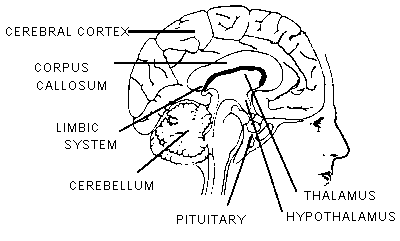 CEREBRAL CORTEX
CORPUS
CALLOSUM
LIMBIC
SYSTEM
CEREBELLUM
PITUITARY
THALAMUS
HYPOTHALAMUS